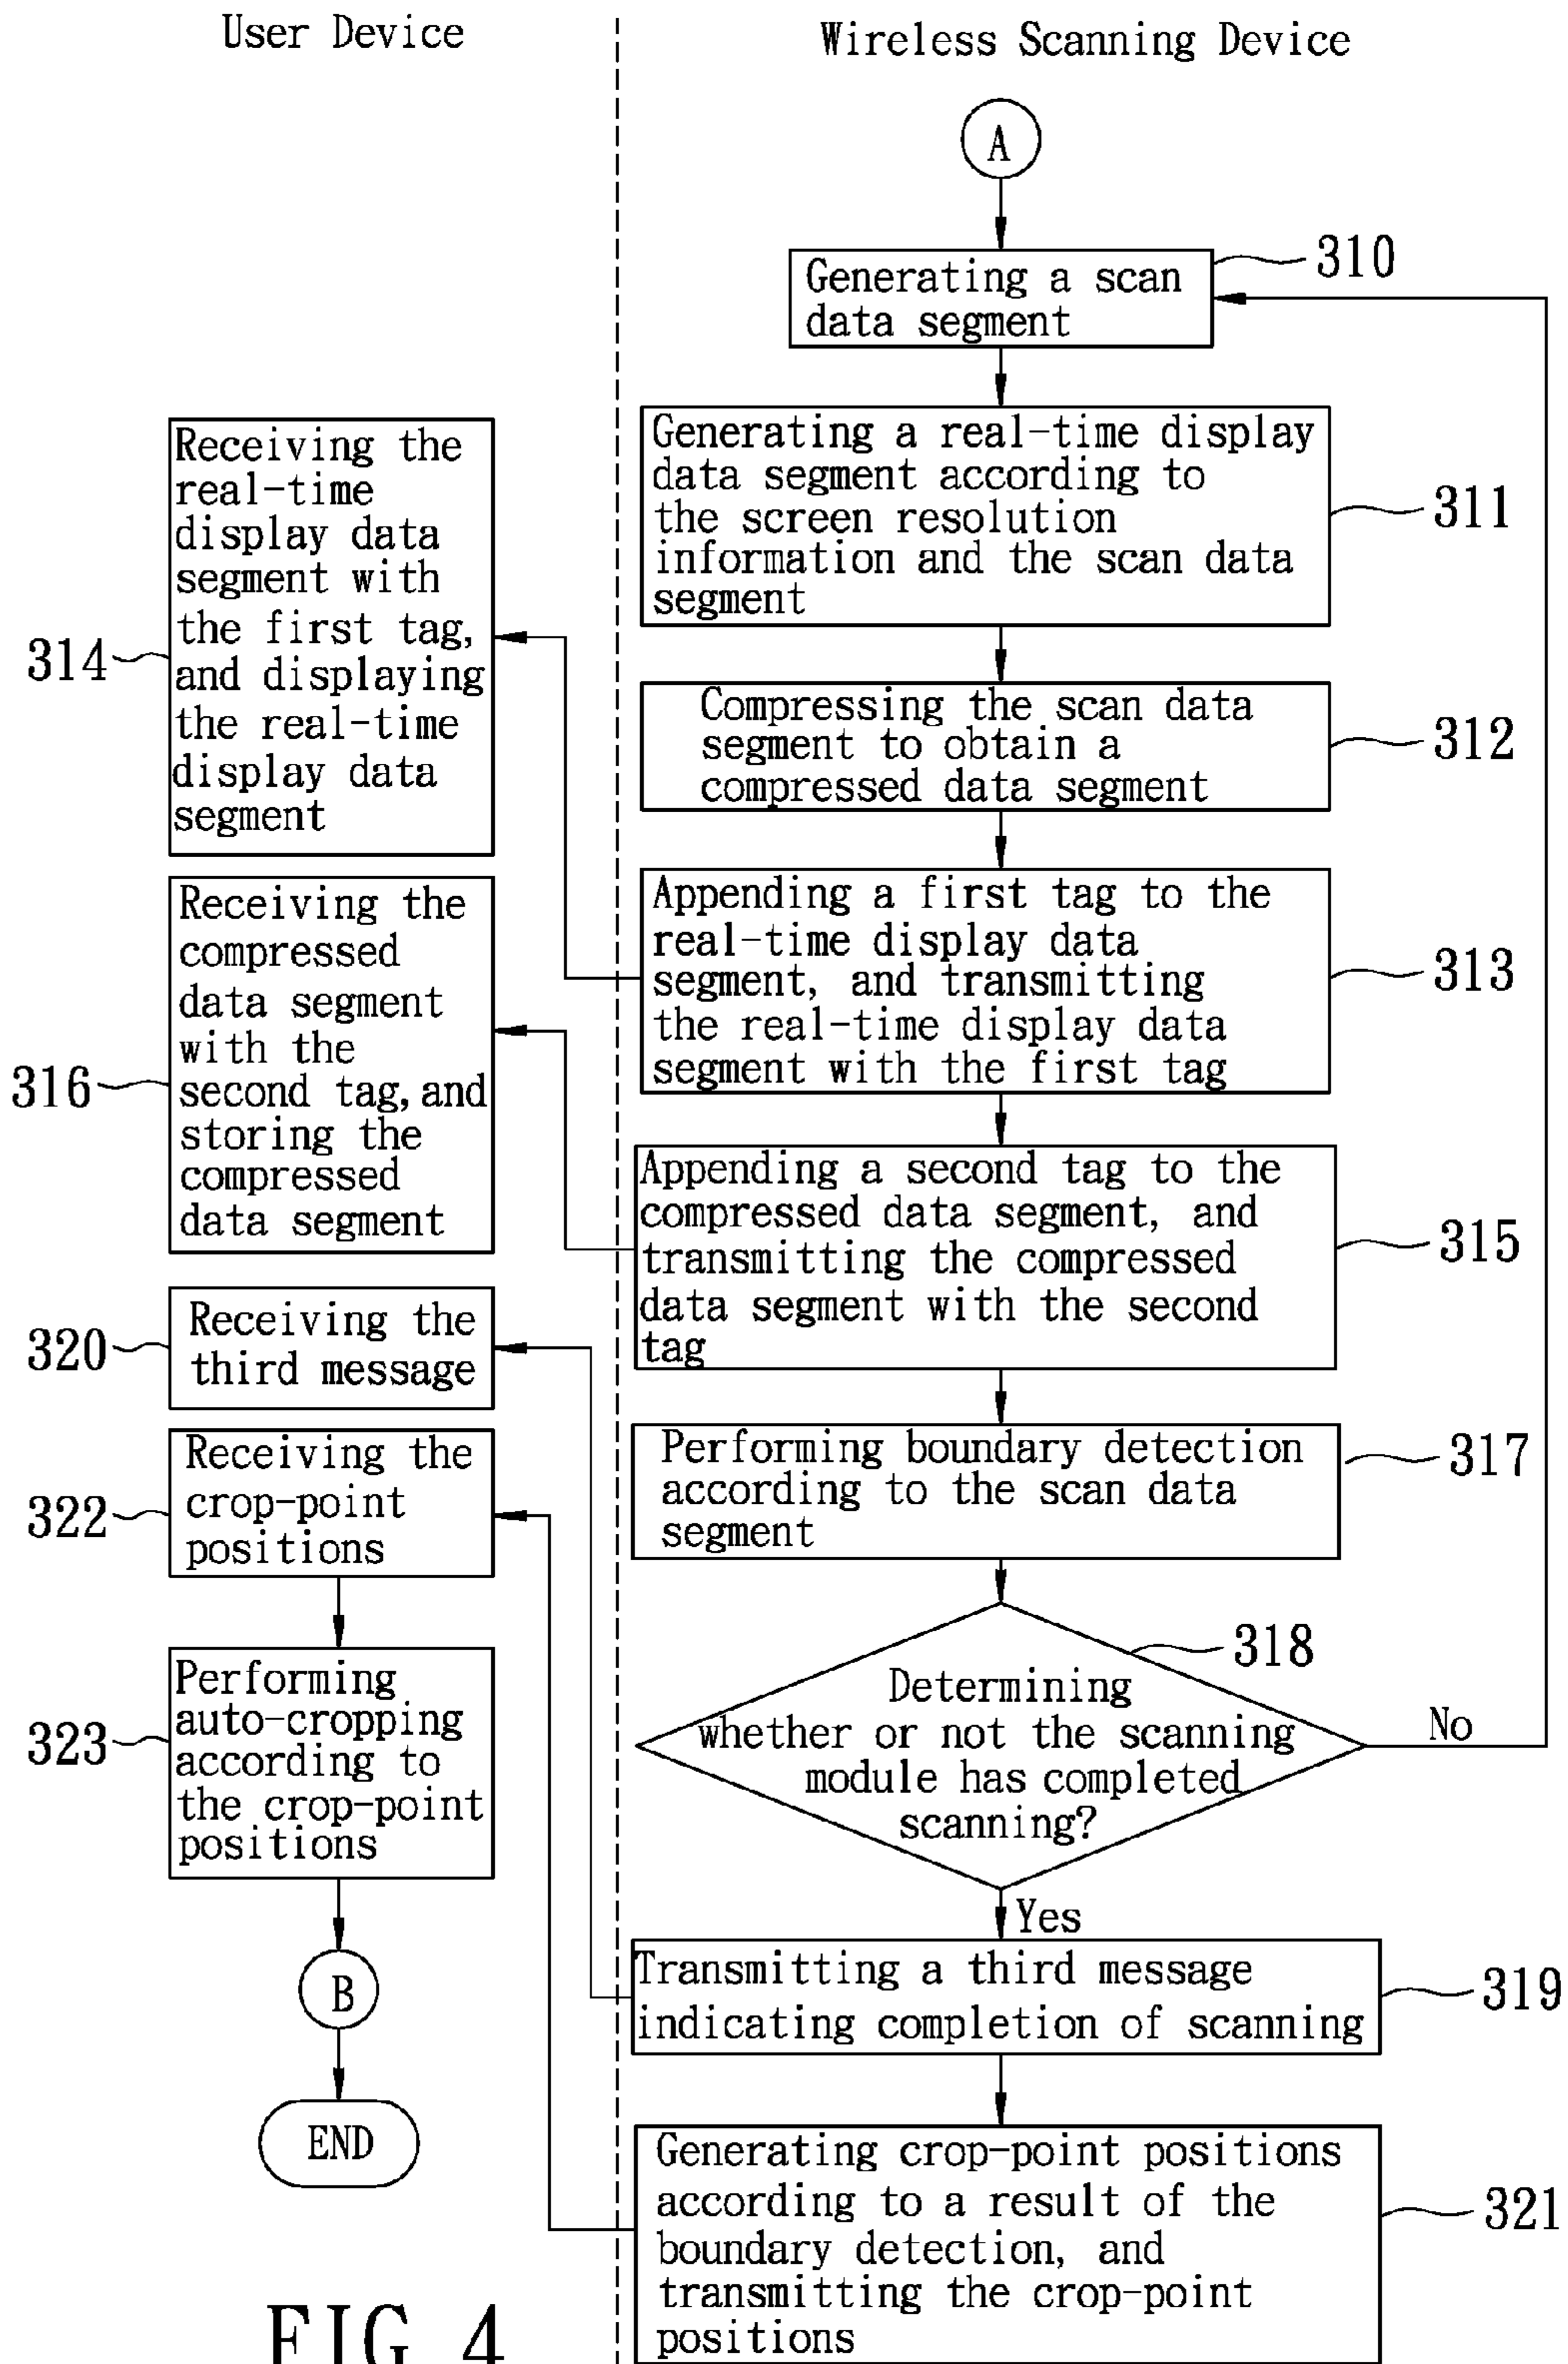 User Device
Wireless Scanning Device
A
Generating a scan
data segment
310
Generating a real-time display
data segment according to
the screen resolution
information and the scan data
segment
311
Compressing the scan data
segment to obtain a
compressed data segment
312
Appending a first tag to the
real-time display data
segment, and transmitting
the real-time display data
segment with the first tag
313
Receiving the
real-time
display data
segment with
the first tag,
and displaying
the real-time
display data
segment
314
Appending a second tag to the
compressed data segment, and
transmitting the compressed
data segment with the second
tag
315
Receiving the
compressed
data segment
with the
second tag, and
storing the
compressed
data segment
316
Performing boundary detection
according to the scan data
segment
317
Determining
whether or not the scanning
module has completed
scanning?
318
No
Yes
Transmitting a third message
indicating completion of scanning
319
Receiving the
third message
320
Generating crop-point positions
according to a result of the
boundary detection, and
transmitting the crop-point
positions
321
Receiving the
crop-point
positions
322
Performing
auto-cropping
according to
the crop-point
positions
323
B
END
FIG. 4